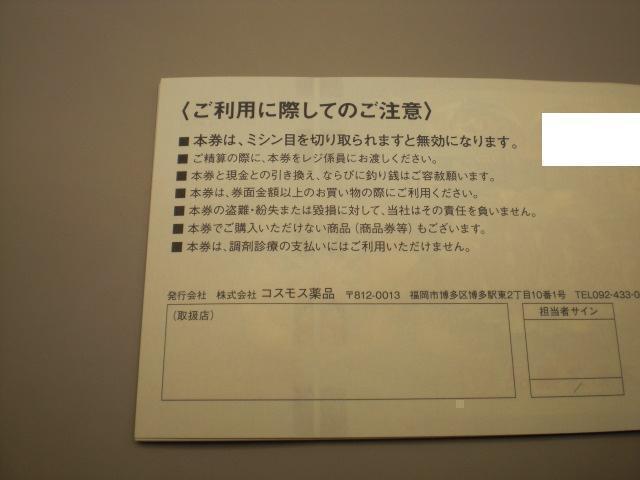 〈ご利用に際してのご注意〉
■本券は、ミシン目を切り取られますと無効になります。
■ご精算の際に、本券をレジ係員にお渡しください。
■本券と現金との引き換え、ならびに釣り銭はご容赦願います。
■本券は、券面金額以上のお買い物の際にご利用ください。
■本券の盗難・紛失または毀損に対して、当社はその責任を負いません。
■本券でご購入いただけない商品（商品券等）もございます。
■本券は、調剤診療の支払いにはご利用いただけません。
発行会社 株式会社 コスモス薬品 〒812-0013 福岡市博多区博多駅東2丁目10番1号 TEL092-433-0
（取扱店）
担当者サイン
／